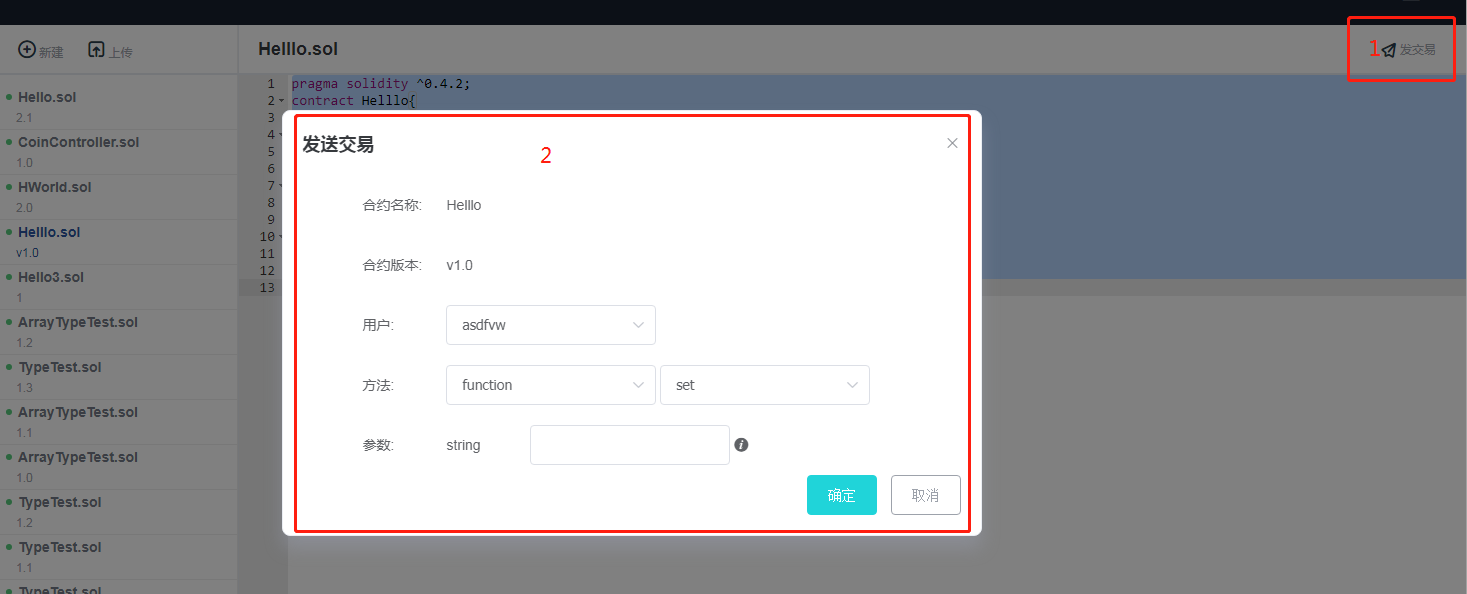 新建 上传
Helllo.sol
1 发交易
Hello.sol
2.1
CoinController.sol
1.0
HWorld.sol
2.0
Helllo.sol
v1.0
Hello3.sol
1
ArrayTypeTest.sol
1.2
TypeTest.sol
1.3
ArrayTypeTest.sol
1.1
ArrayTypeTest.sol
1.0
TypeTest.sol
1.2
TypeTest.sol
1.1
TypeTest.sol
1 pragma solidity ^0.4.2;
2 contract Helllo{
3
4
5
6
7
8
9
10
11
12
13
发送交易
2
合约名称: Helllo
合约版本: v1.0
用户: asdfvw
方法: function set
参数: string
确定 取消